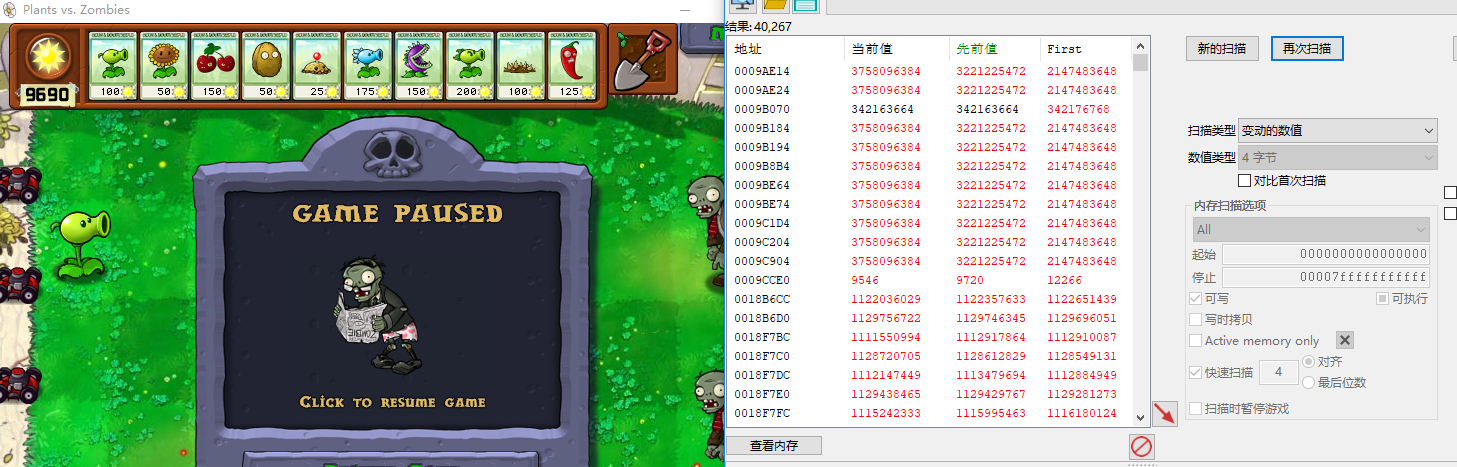 Plants vs. Zombies
9690
100
50
150
50
25
175
150
200
100
125
GAME PAUSED
CLICK TO RESUME GAME
结果: 40,267
地址 当前值 先前值 First
0009AE14 3758096384 3221225472 2147483648
0009AE24 3758096384 3221225472 2147483648
0009B070 342163664 342163664 342176768
0009B184 3758096384 3221225472 2147483648
0009B194 3758096384 3221225472 2147483648
0009B8B4 3758096384 3221225472 2147483648
0009BE64 3758096384 3221225472 2147483648
0009BE74 3758096384 3221225472 2147483648
0009C1D4 3758096384 3221225472 2147483648
0009C204 3758096384 3221225472 2147483648
0009C904 3758096384 3221225472 2147483648
0009CCE0 9546 9720 12266
0018B6CC 1122036029 1122357633 1122651439
0018B6D0 1129756722 1129746345 1129696051
0018F7BC 1111550994 1112917864 1112910087
0018F7C0 1128720705 1128612829 1128549131
0018F7DC 1112147449 1113479694 1112884949
0018F7E0 1129438465 1129429767 1129281273
0018F7FC 1115242333 1115995463 1116180124
查看内存
新的扫描 再次扫描
扫描类型 变动的数值
数值类型 4 字节
对比首次扫描
内存扫描选项
All
起始 0000000000000000
停止 00007fffffffffff
可写 可执行
写时拷贝
Active memory only
快速扫描 4 对齐
最后位数
扫描时暂停游戏